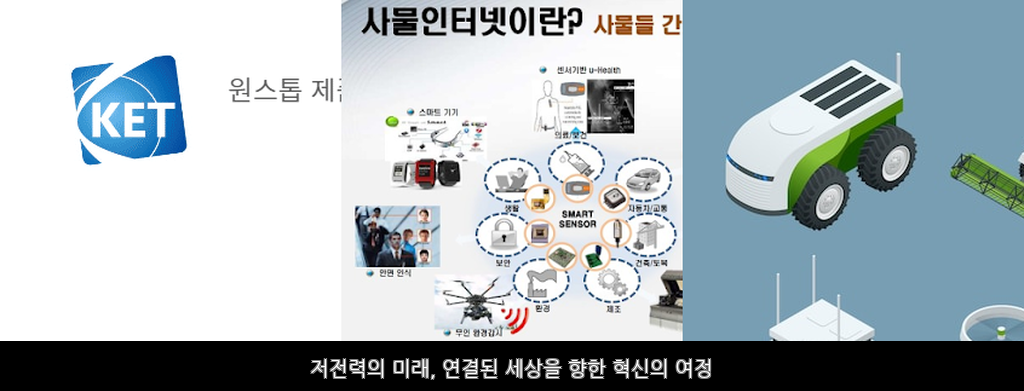 KET
원스톱 제품
사물인터넷이란? 사물들 간
센서기반 u-Health
스마트 기기
의료/보건
생활
자동차/교통
SMART
SENSOR
보안
건축/토목
안면 인식
환경
제조
무인 환경감시
저전력의 미래, 연결된 세상을 향한 혁신의 여정